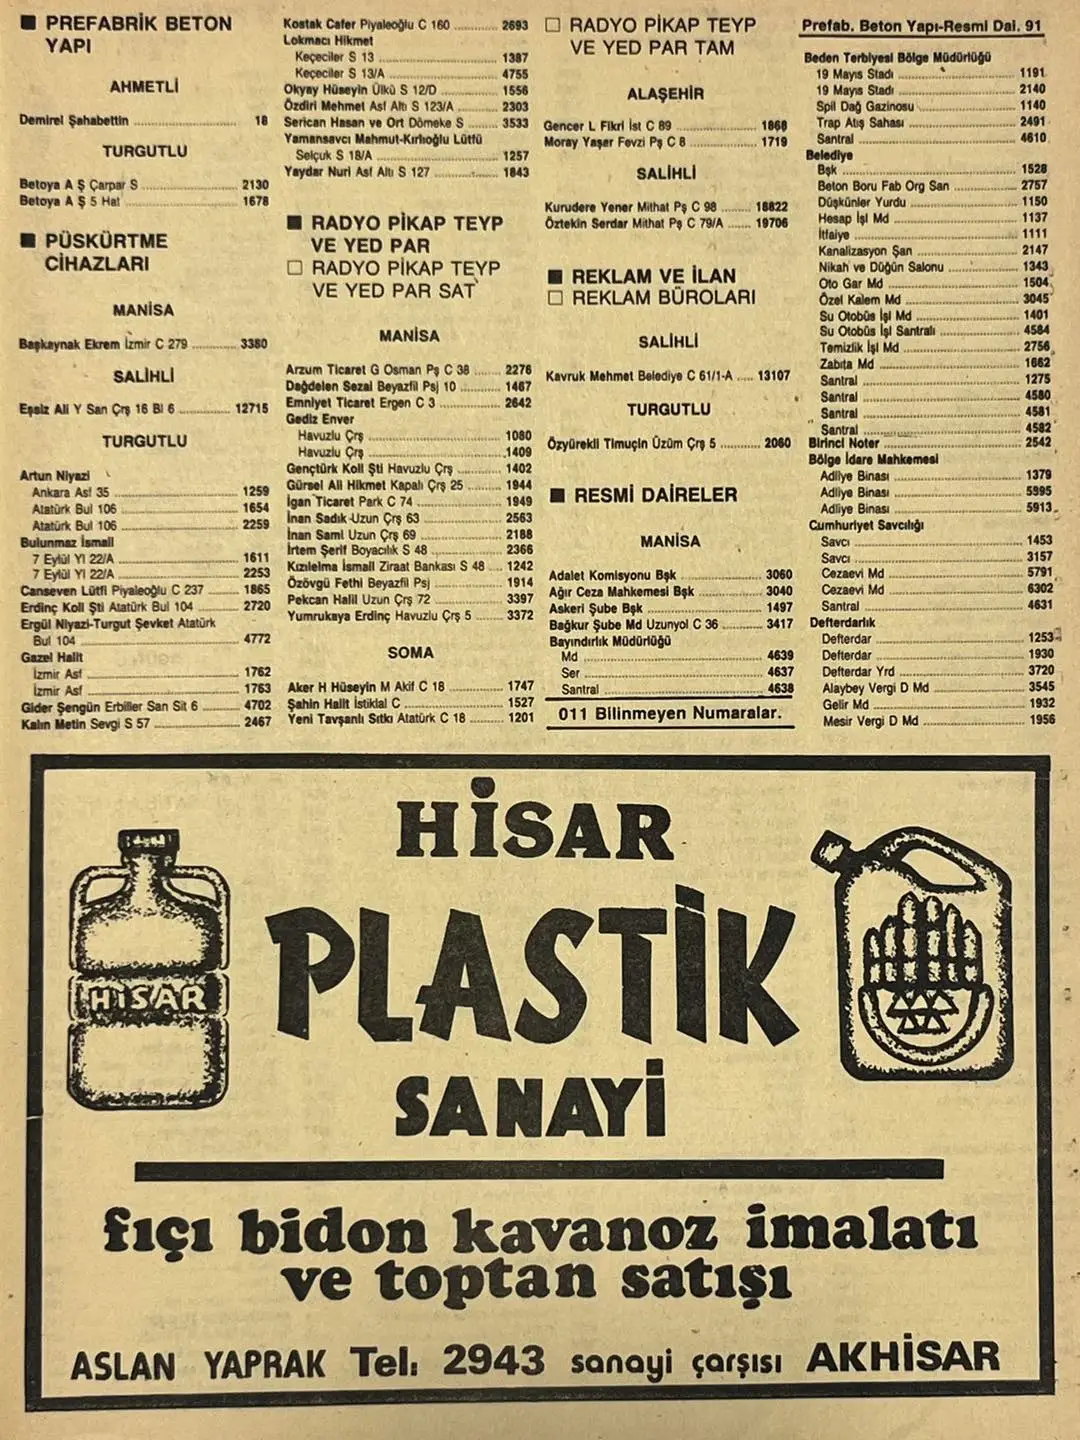 ■ PREFABRİK BETON
YAPI
AHMETLİ
Demirel Şahabettin 18
TURGUTLU
Betoya A Ş Çarpar S 2130
Betoya A Ş 5 Hat 1678
■ PÜSKÜRTME
CİHAZLARI
MANİSA
Başkaynak Ekrem İzmir C 279 3380
SALİHLİ
Eşsiz Ali Y San Çrş 16 Bl 6 12715
TURGUTLU
Artun Niyazi
Ankara Asf 35 1259
Atatürk Bul 106 1654
Atatürk Bul 106 2259
Bulunmaz İsmail
7 Eylül Yl 22/A 1611
7 Eylül Yl 22/A 2253
Canseven Lütfi Piyaleoğlu C 237 1865
Erdinç Koll Şti Atatürk Bul 104 2720
Ergül Niyazi-Turgut Şevket Atatürk
Bul 104 4772
Gazel Halit
İzmir Asf 1762
İzmir Asf 1763
Gider Şengün Erbiller San Sit 6 4702
Kalın Metin Sevgi S 57 2467
Kostak Cafer Piyaleoğlu C 160 2693
Lokmacı Hikmet
Keçeciler S 13 1387
Keçeciler S 13/A 4755
Okyay Hüseyin Ülkü S 12/D 1556
Özdiri Mehmet Asf Altı S 123/A 2303
Serican Hasan ve Ort Dömeke S 3533
Yamansavcı Mahmut-Kırlıoğlu Lütfü
Selçuk S 18/A 1257
Yaydar Nuri Asf Altı S 127 1843
■ RADYO PİKAP TEYP
VE YED PAR
□ RADYO PİKAP TEYP
VE YED PAR SAT
MANİSA
Arzum Ticaret G Osman Pş C 38 2276
Dağdelen Sezai Beyazfil Psj 10 1467
Emniyet Ticaret Ergen C 3 2642
Gediz Enver
Havuzlu Çrş 1080
Havuzlu Çrş 1409
Gençtürk Koll Şti Havuzlu Çrş 1402
Gürsel Ali Hikmet Kapalı Çrş 25 1944
İgan Ticaret Park C 74 1949
İnan Sadık Uzun Çrş 63 2563
İnan Sami Uzun Çrş 69 2188
İrtem Şerif Boyacılık S 48 2366
Kızılelma İsmail Ziraat Bankası S 48 1242
Özövgü Fethi Beyazfil Psj 1914
Pekcan Halil Uzun Çrş 72 3397
Yumrukaya Erdinç Havuzlu Çrş 5 3372
SOMA
Aker H Hüseyin M Akif C 18 1747
Şahin Halit İstiklal C 1527
Yeni Tavşanlı Sıtkı Atatürk C 18 1201
□ RADYO PİKAP TEYP
VE YED PAR TAM
ALAŞEHİR
Gencer L Fikri İst C 89 1868
Moray Yaşar Fevzi Pş C 8 1719
SALİHLİ
Kurudere Yener Mithat Pş C 98 18822
Öztekin Serdar Mithat Pş C 79/A 19706
■ REKLAM VE İLAN
□ REKLAM BÜROLARI
SALİHLİ
Kavruk Mehmet Belediye C 61/1-A 13107
TURGUTLU
Özyürekli Timuçin Üzüm Çrş 5 2060
■ RESMİ DAİRELER
MANİSA
Adalet Komisyonu Bşk 3060
Ağır Ceza Mahkemesi Bşk 3040
Askeri Şube Bşk 1497
Bağkur Şube Md Uzunyol C 36 3417
Bayındırlık Müdürlüğü
Md 4639
Ser 4637
Santral 4638
011 Bilinmeyen Numaralar.
Prefab. Beton Yapı-Resmi Dai. 91
Beden Terbiyesi Bölge Müdürlüğü
19 Mayıs Stadı 1191
19 Mayıs Stadı 2140
Spil Dağ Gazinosu 1140
Trap Atış Sahası 2491
Santral 4610
Belediye
Bşk 1528
Beton Boru Fab Org San 2757
Düşkünler Yurdu 1150
Hesap İşl Md 1137
İtfaiye 1111
Kanalizasyon Şan 2147
Nikah ve Düğün Salonu 1343
Oto Gar Md 1504
Özel Kalem Md 3045
Su Otobüs İşl Md 1401
Su Otobüs İşl Santralı 4584
Temizlik İşl Md 2756
Zabıta Md 1662
Santral 1275
Santral 4580
Santral 4581
Santral 4582
Birinci Noter 2542
Bölge İdare Mahkemesi
Adliye Binası 1379
Adliye Binası 5995
Adliye Binası 5913
Cumhuriyet Savcılığı
Savcı 1453
Savcı 3157
Cezaevi Md 5791
Cezaevi Md 6302
Santral 4631
Defterdarlık
Defterdar 1253
Defterdar 1930
Defterdar Yrd 3720
Alaybey Vergi D Md 3545
Gelir Md 1932
Mesir Vergi D Md 1956
HİSAR
PLASTİK
SANAYİ
HİSAR
fıçı bidon kavanoz imalatı
ve toptan satışı
ASLAN YAPRAK Tel: 2943 sanayi çarşısı AKHİSAR